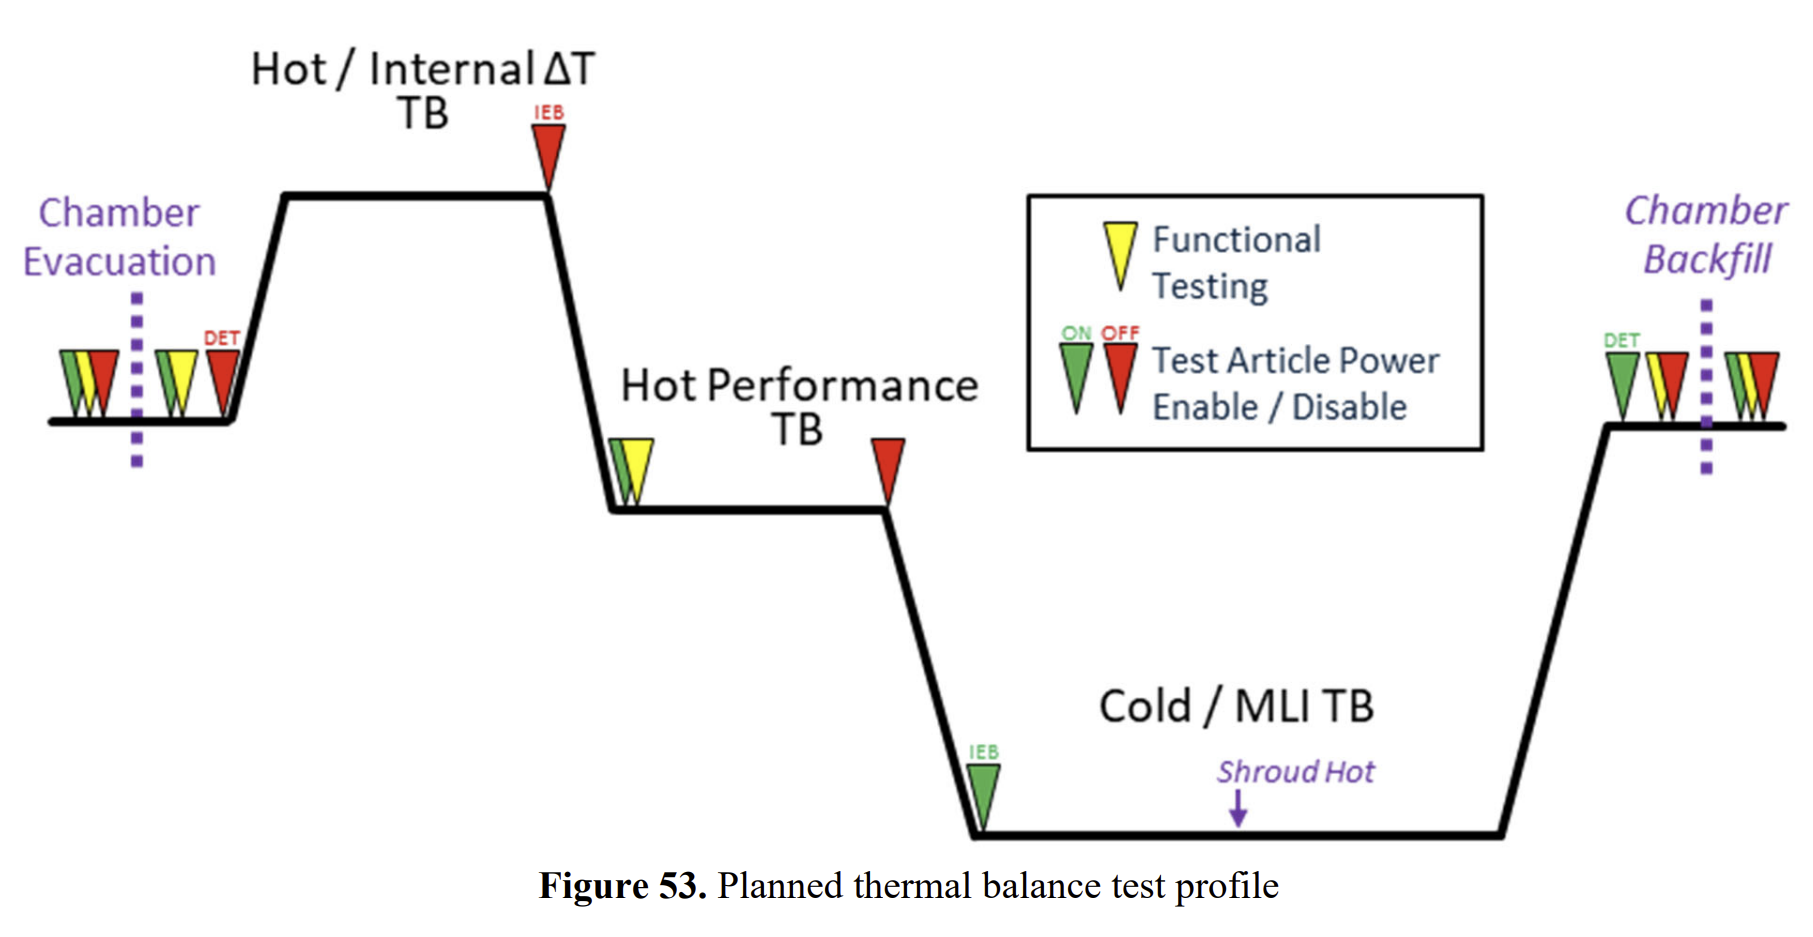 Hot / Internal ΔT
TB
IEB
Chamber
Evacuation
DET
Hot Performance
TB
Functional
Testing
ON OFF
Test Article Power
Enable / Disable
Chamber
Backfill
DET
Cold / MLI TB
IEB
Shroud Hot
Figure 53. Planned thermal balance test profile